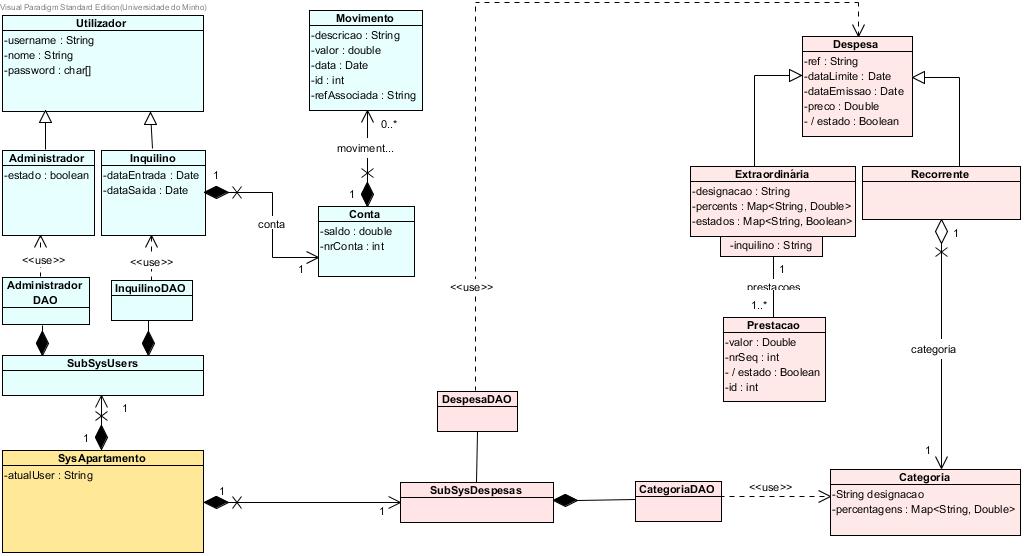 Visual Paradigm Standard Edition(Universidade do Minho)
Utilizador
-username : String
-nome : String
-password : char[]
Movimento
-descricao : String
-valor : double
-data : Date
-id : int
-refAssociada : String
Despesa
-ref : String
-dataLimite : Date
-dataEmissao : Date
-preco : Double
- / estado : Boolean
0..*
moviment...
1
Administrador
-estado : boolean
Inquilino
-dataEntrada : Date
-dataSaida : Date
1
conta
1
Conta
-saldo : double
-nrConta : int
Extraordinária
-designacao : String
-percents : Map<String, Double>
-estados : Map<String, Boolean>
-inquilino : String
Recorrente
1
<<use>>
<<use>>
Administrador
DAO
InquilinoDAO
<<use>>
1
prestacoes
1..*
Prestacao
-valor : Double
-nrSeq : int
- / estado : Boolean
-id : int
categoria
SubSysUsers
1
1
DespesaDAO
SysApartamento
-atualUser : String
1
1
SubSysDespesas
CategoriaDAO
<<use>>
1
Categoria
-String designacao
-percentagens : Map<String, Double>